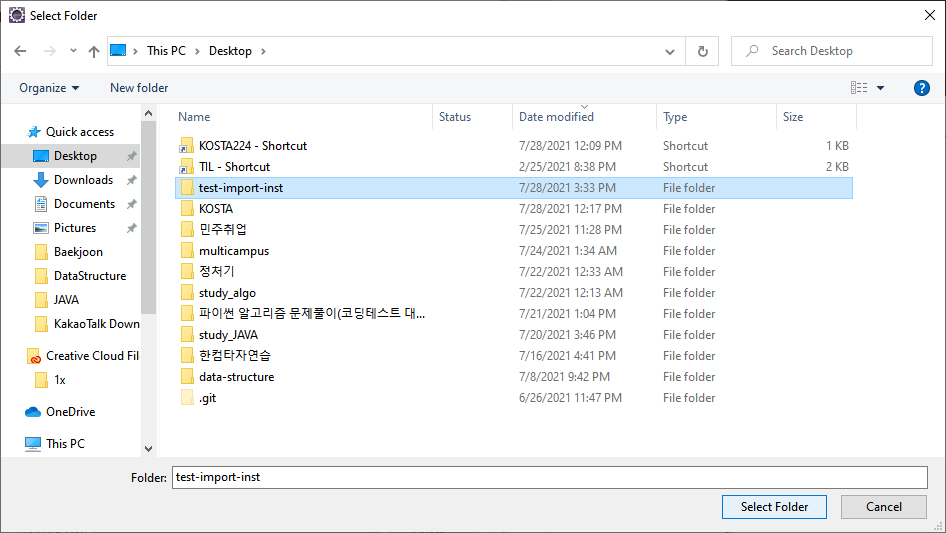 Select Folder
This PC > Desktop >
Search Desktop
Organize
New folder
?
Name Status Date modified Type Size
Quick access
Desktop
Downloads
Documents
Pictures
Baekjoon
DataStructure
JAVA
KakaoTalk Down
Creative Cloud File
1x
OneDrive
This PC
KOSTA224 - Shortcut 7/28/2021 12:09 PM Shortcut 1 KB
TIL - Shortcut 2/25/2021 8:38 PM Shortcut 2 KB
test-import-inst 7/28/2021 3:33 PM File folder
KOSTA 7/28/2021 12:17 PM File folder
민주취업 7/25/2021 11:28 PM File folder
multicampus 7/24/2021 1:34 AM File folder
정처기 7/22/2021 12:33 AM File folder
study_algo 7/22/2021 12:13 AM File folder
파이썬 알고리즘 문제풀이(코딩테스트 대... 7/21/2021 1:04 PM File folder
study_JAVA 7/20/2021 3:46 PM File folder
한컴타자연습 7/16/2021 4:41 PM File folder
data-structure 7/8/2021 9:42 PM File folder
.git 6/26/2021 11:47 PM File folder
Folder: test-import-inst
Select Folder
Cancel